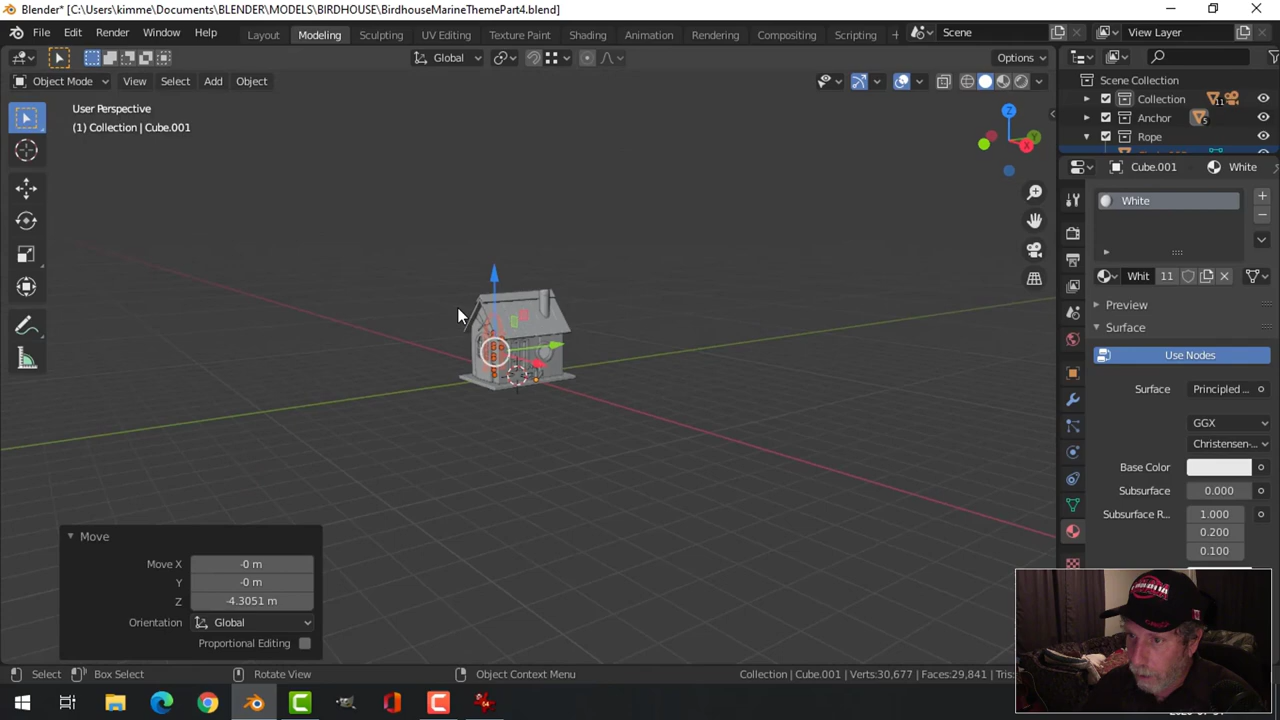 Blender* [C:\Users\kimme\Documents\BLENDER\MODELS\BIRDHOUSE\BirdhouseMarineThemePart4.blend]
File Edit Render Window Help Layout Modeling Sculpting UV Editing Texture Paint Shading Animation Rendering Compositing Scripting Scene View Layer
Global Options
Object Mode View Select Add Object
User Perspective
(1) Collection | Cube.001
Scene Collection
Collection 11
Anchor 5
Rope
Cube.001 White
White
Whit 11
Preview
Surface
Use Nodes
Surface Principled ...
GGX
Christensen-...
Base Color
Subsurface 0.000
Subsurface R... 1.000
0.200
0.100
Z
Y
X
Move
Move X -0 m
Y -0 m
Z -4.3051 m
Orientation Global
Proportional Editing
Select Box Select Rotate View Object Context Menu Collection | Cube.001 | Verts:30,677 | Faces:29,841 | Tris: